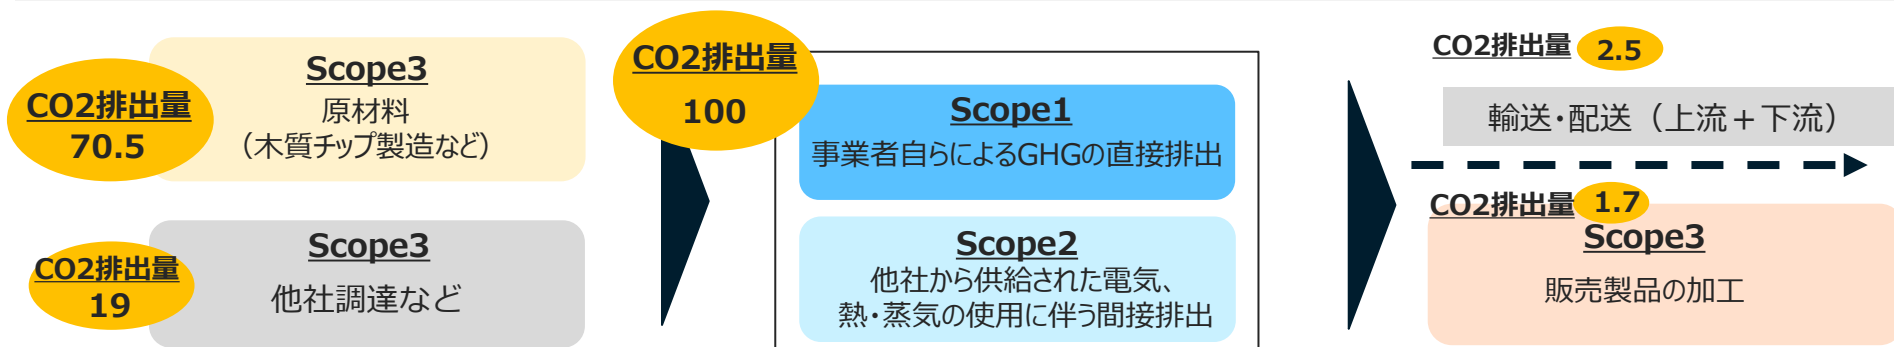 CO2排出量
70.5
Scope3
原材料
（木質チップ製造など）
CO2排出量
19
Scope3
他社調達など
CO2排出量
100
Scope1
事業者自らによるGHGの直接排出
Scope2
他社から供給された電気、
熱・蒸気の使用に伴う間接排出
CO2排出量 2.5
輸送・配送（上流＋下流）
CO2排出量 1.7
Scope3
販売製品の加工